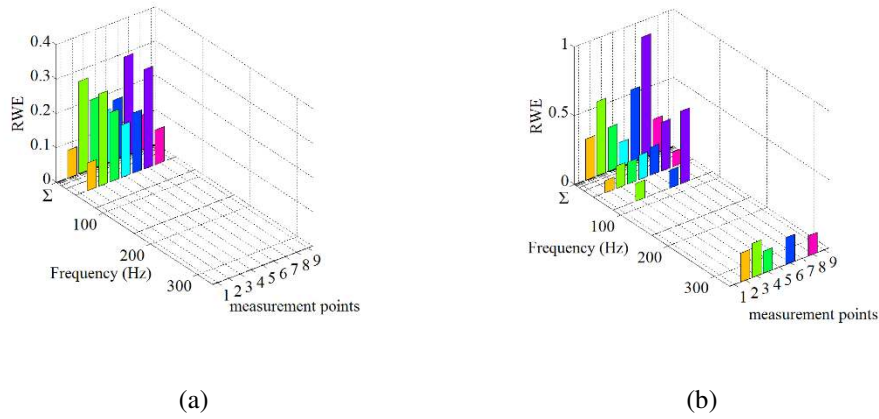 0.4
0.3
0.2
0.1
0
RWE
Σ
100
200
300
Frequency (Hz)
1 2 3 4 5 6 7 8 9
measurement points
(a)
1
0.5
0
RWE
Σ
100
200
300
Frequency (Hz)
1 2 3 4 5 6 7 8 9
measurement points
(b)